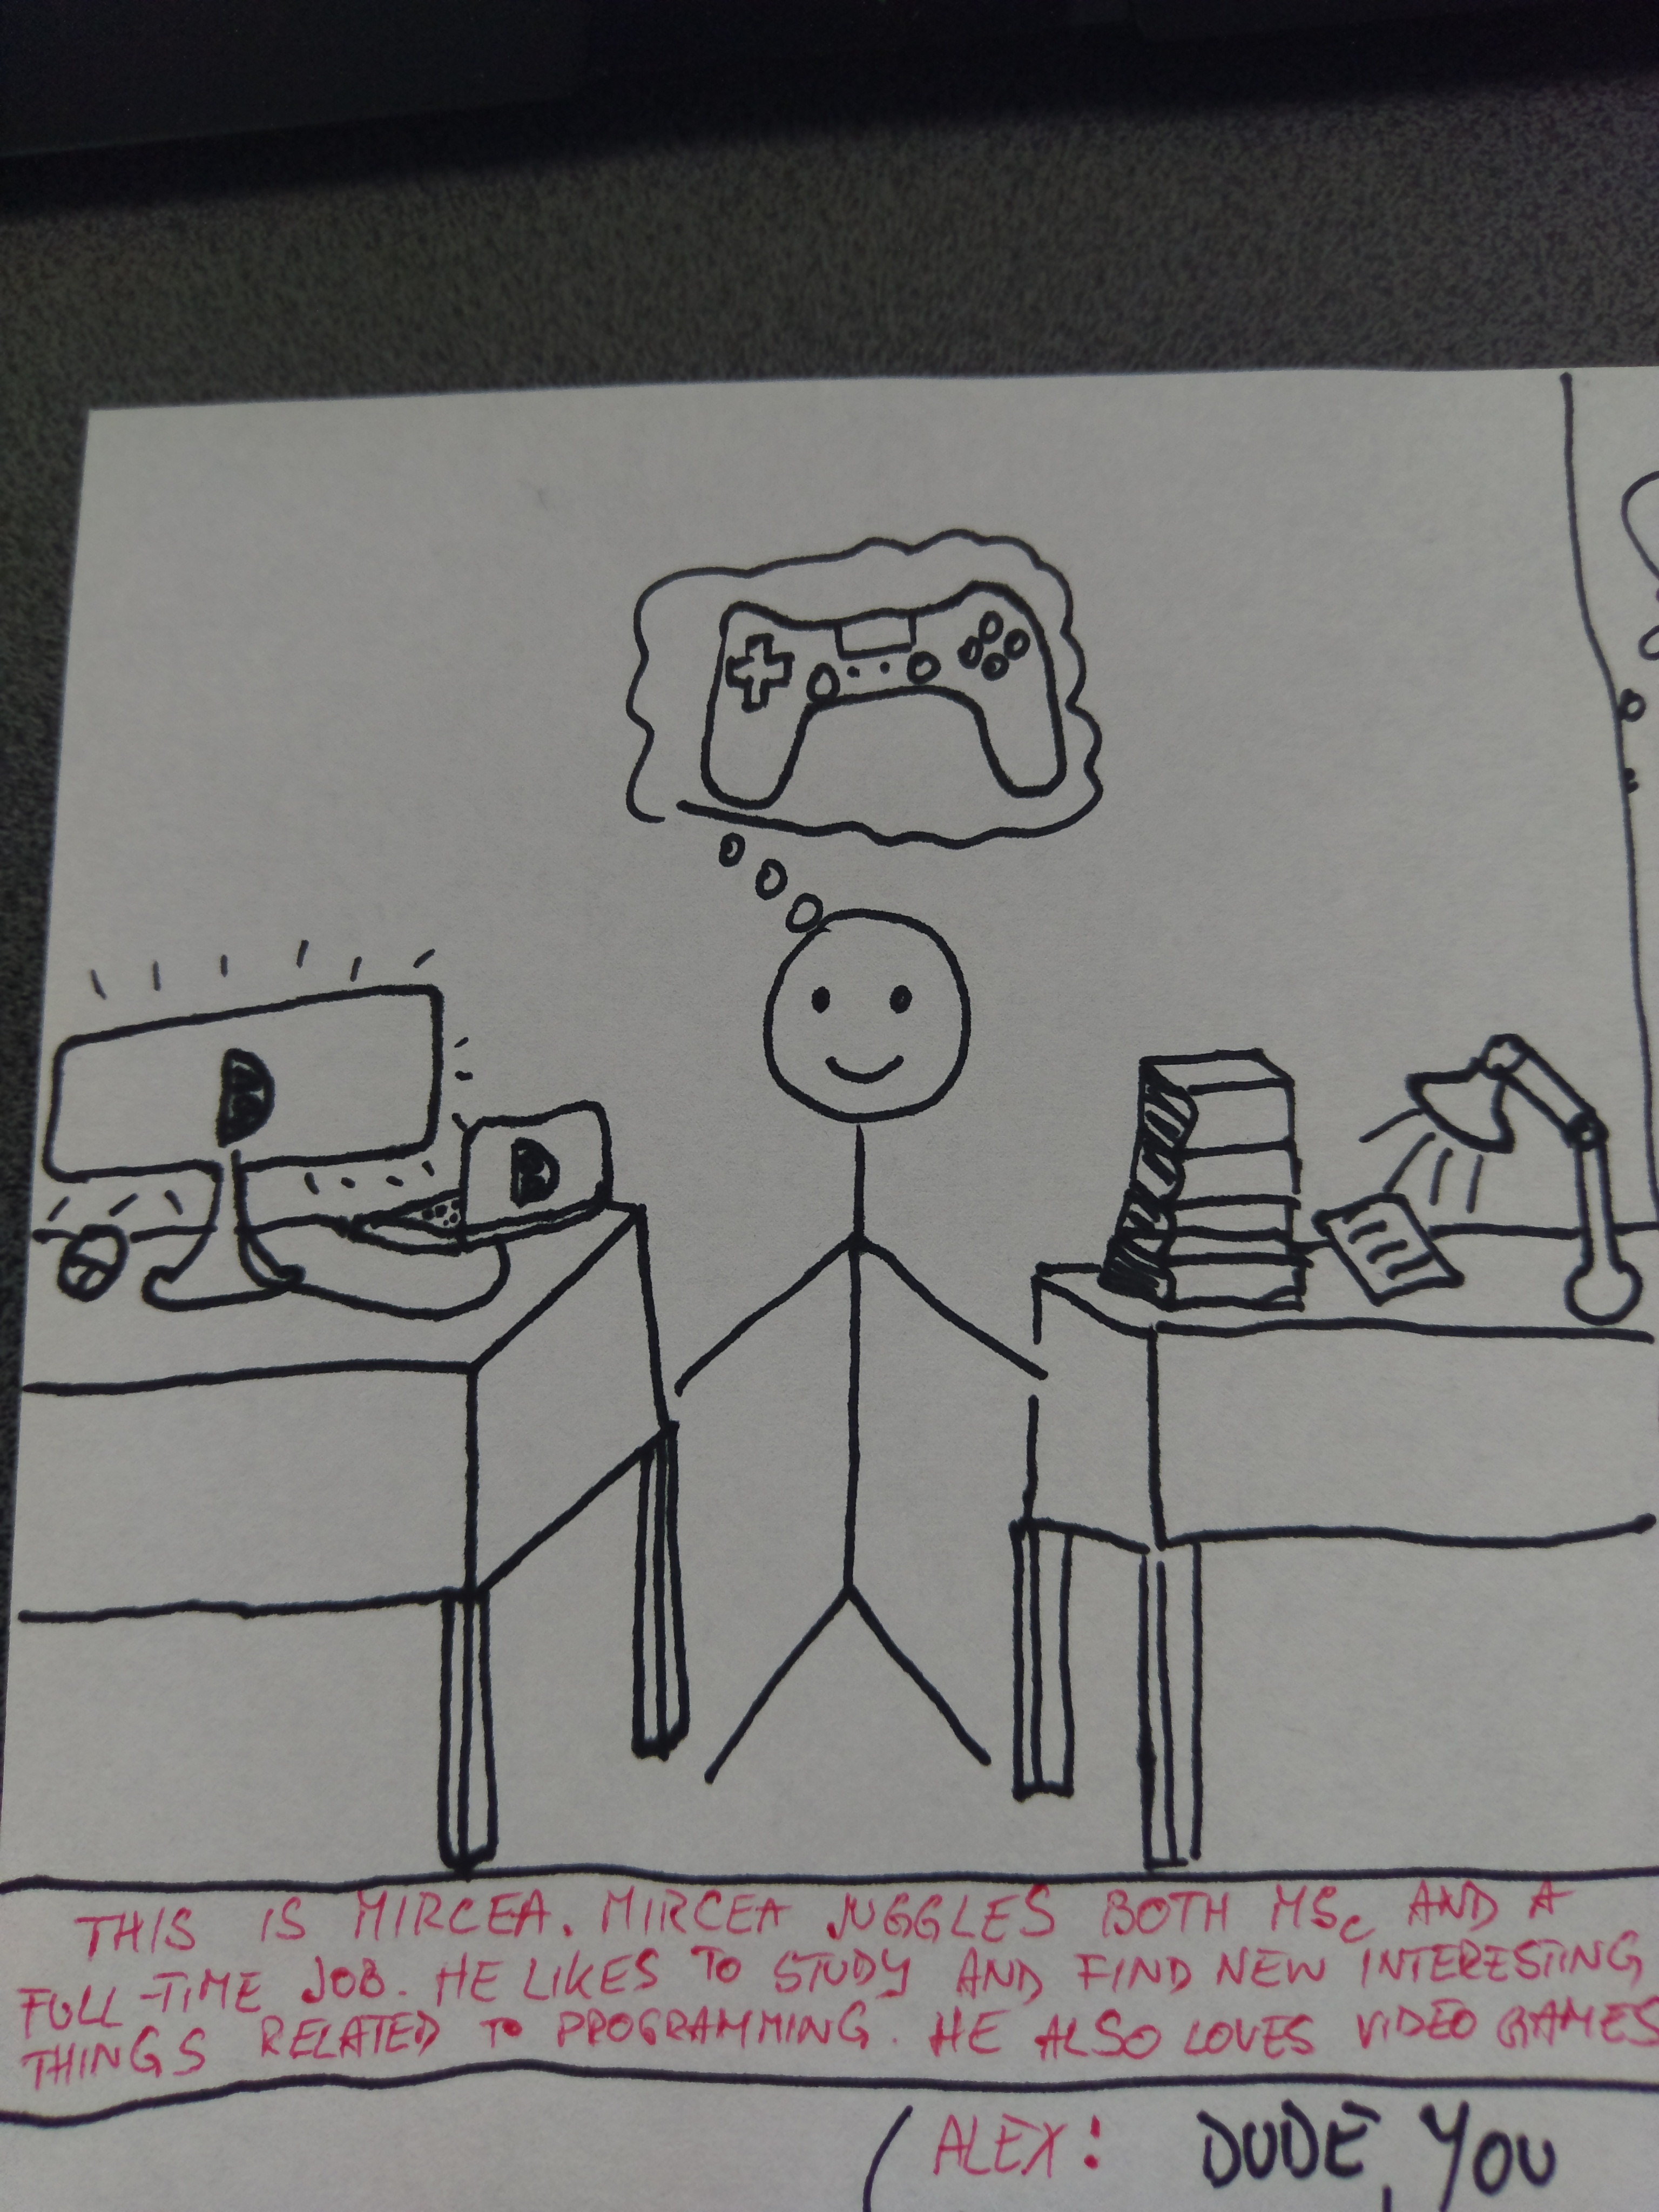 THIS IS MIRCEA. MIRCEA JUGGLES BOTH MSc AND A
FULL-TIME JOB. HE LIKES TO STUDY AND FIND NEW INTERESTING
THINGS RELATED TO PROGRAMMING. HE ALSO LOVES VIDEO GAMES
ALEX: DUDE, YOU